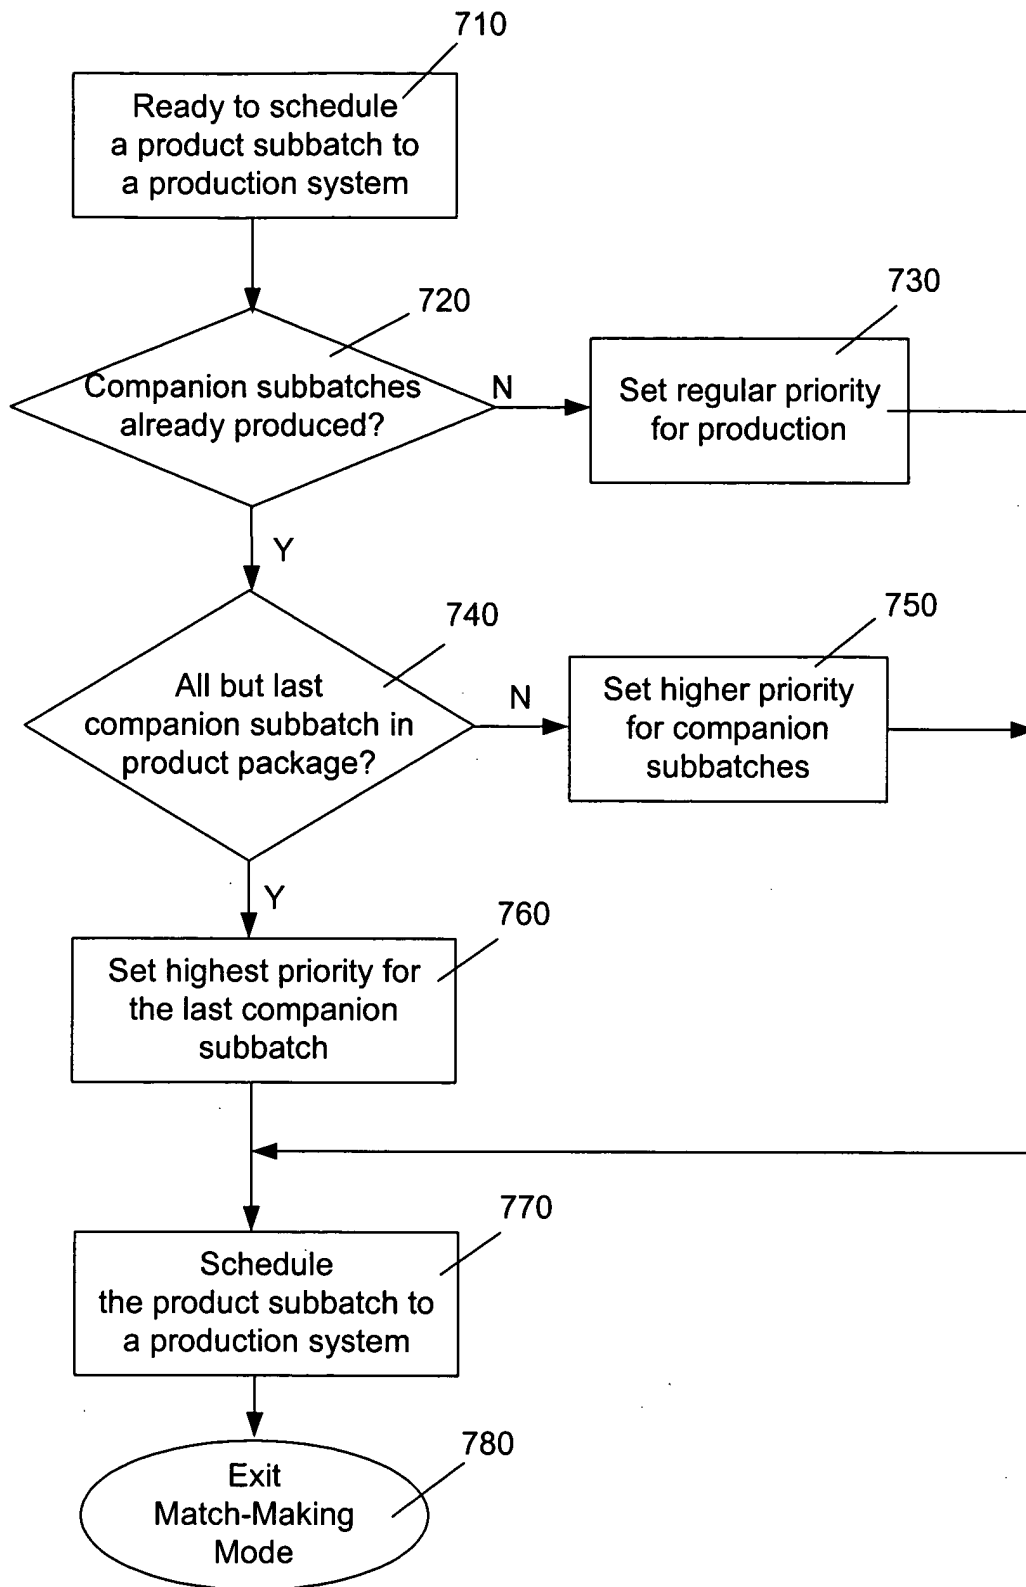 710
Ready to schedule
a product subbatch to
a production system
720
Companion subbatches
already produced?
N
730
Set regular priority
for production
Y
740
All but last
companion subbatch in
product package?
N
750
Set higher priority
for companion
subbatches
Y
760
Set highest priority for
the last companion
subbatch
770
Schedule
the product subbatch to
a production system
780
Exit
Match-Making
Mode